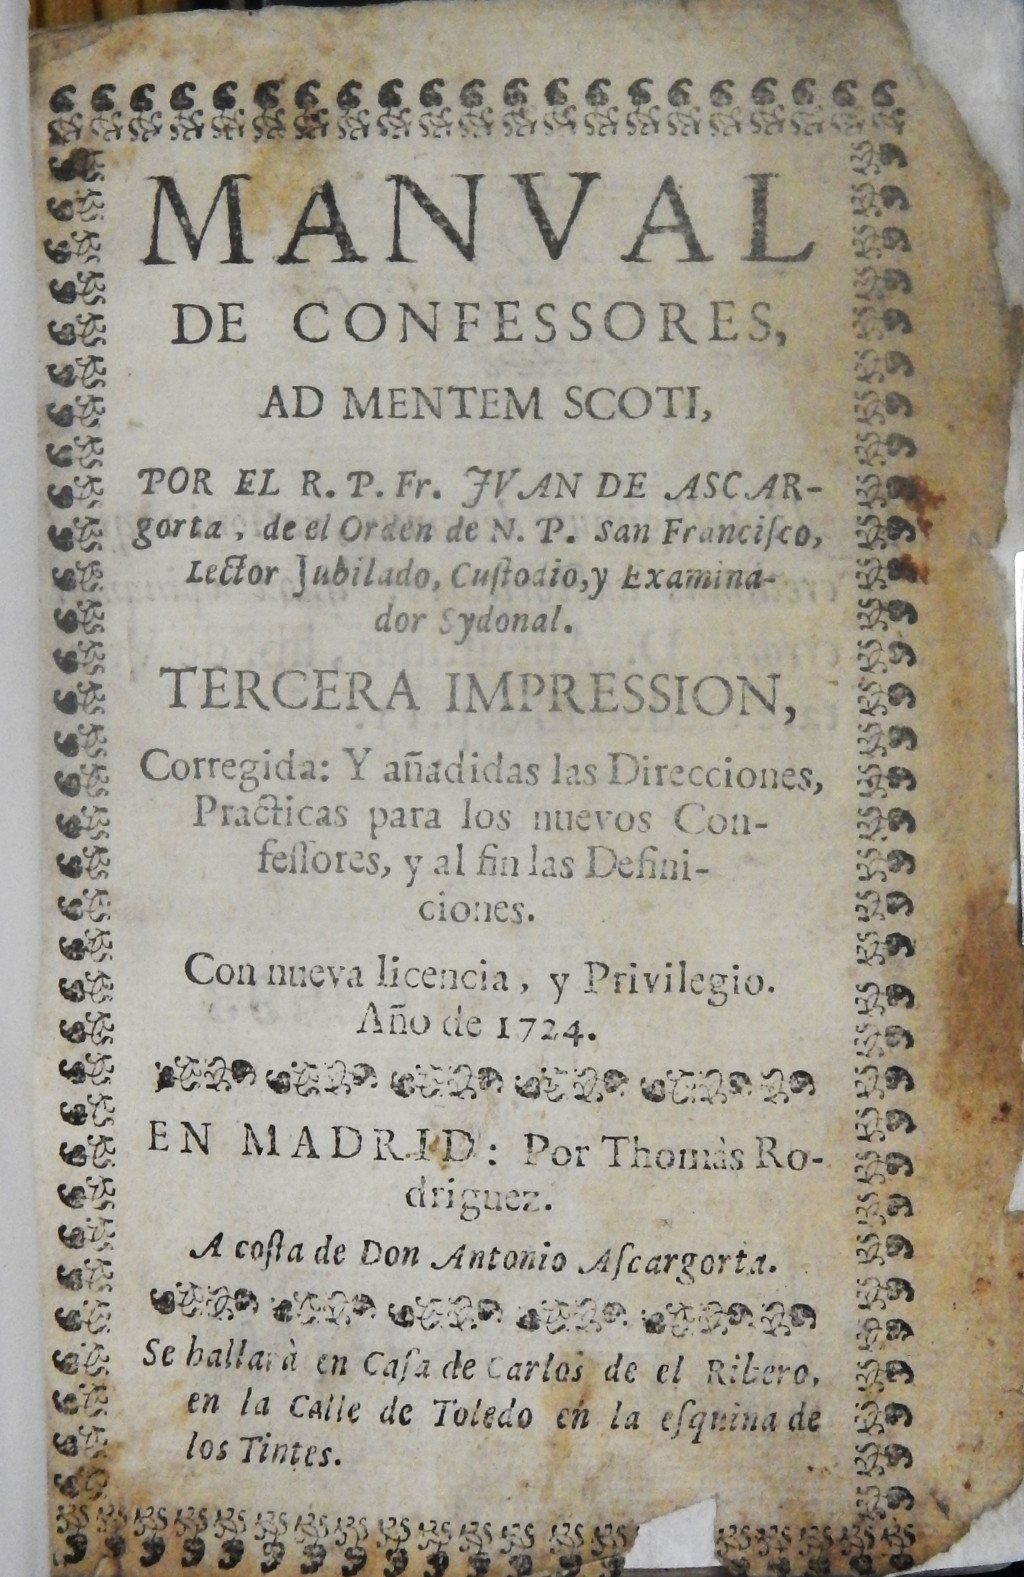 MANVAL
DE CONFESSORES,
AD MENTEM SCOTI,
POR EL R. P. Fr. JVAN DE ASCAR-
gorta, de el Orden de N. P. San Franciſco,
Lector Jubilado, Cuſtodio, y Examina-
dor Sydonal.
TERCERA IMPRESSION,
Corregida: Y añadidas las Direcciones,
Practicas para los nuevos Con-
feſſores, y al fin las Defini-
ciones.
Con nueva licencia, y Privilegio.
Año de 1724.
EN MADRID: Por Thomàs Ro-
driguez.
A coſta de Don Antonio Aſcargorta.
Se hallarà en Caſa de Carlos de el Ribero,
en la Calle de Toledo en la eſquina de
los Tintes.